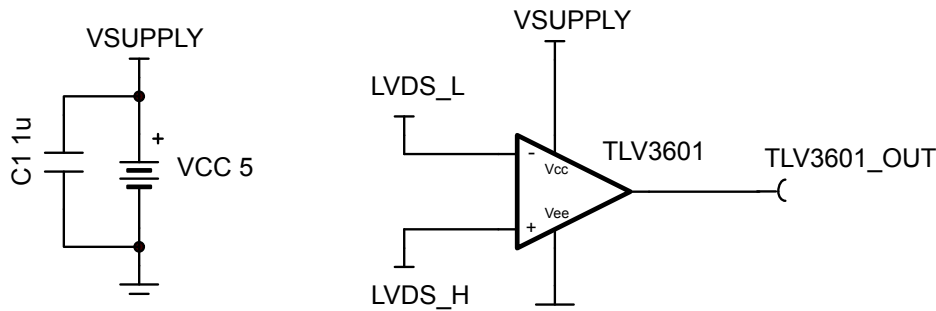 VSUPPLY
C1 1u
+
VCC 5
VSUPPLY
LVDS_L
-
Vcc
TLV3601
TLV3601_OUT
Vee
+
LVDS_H